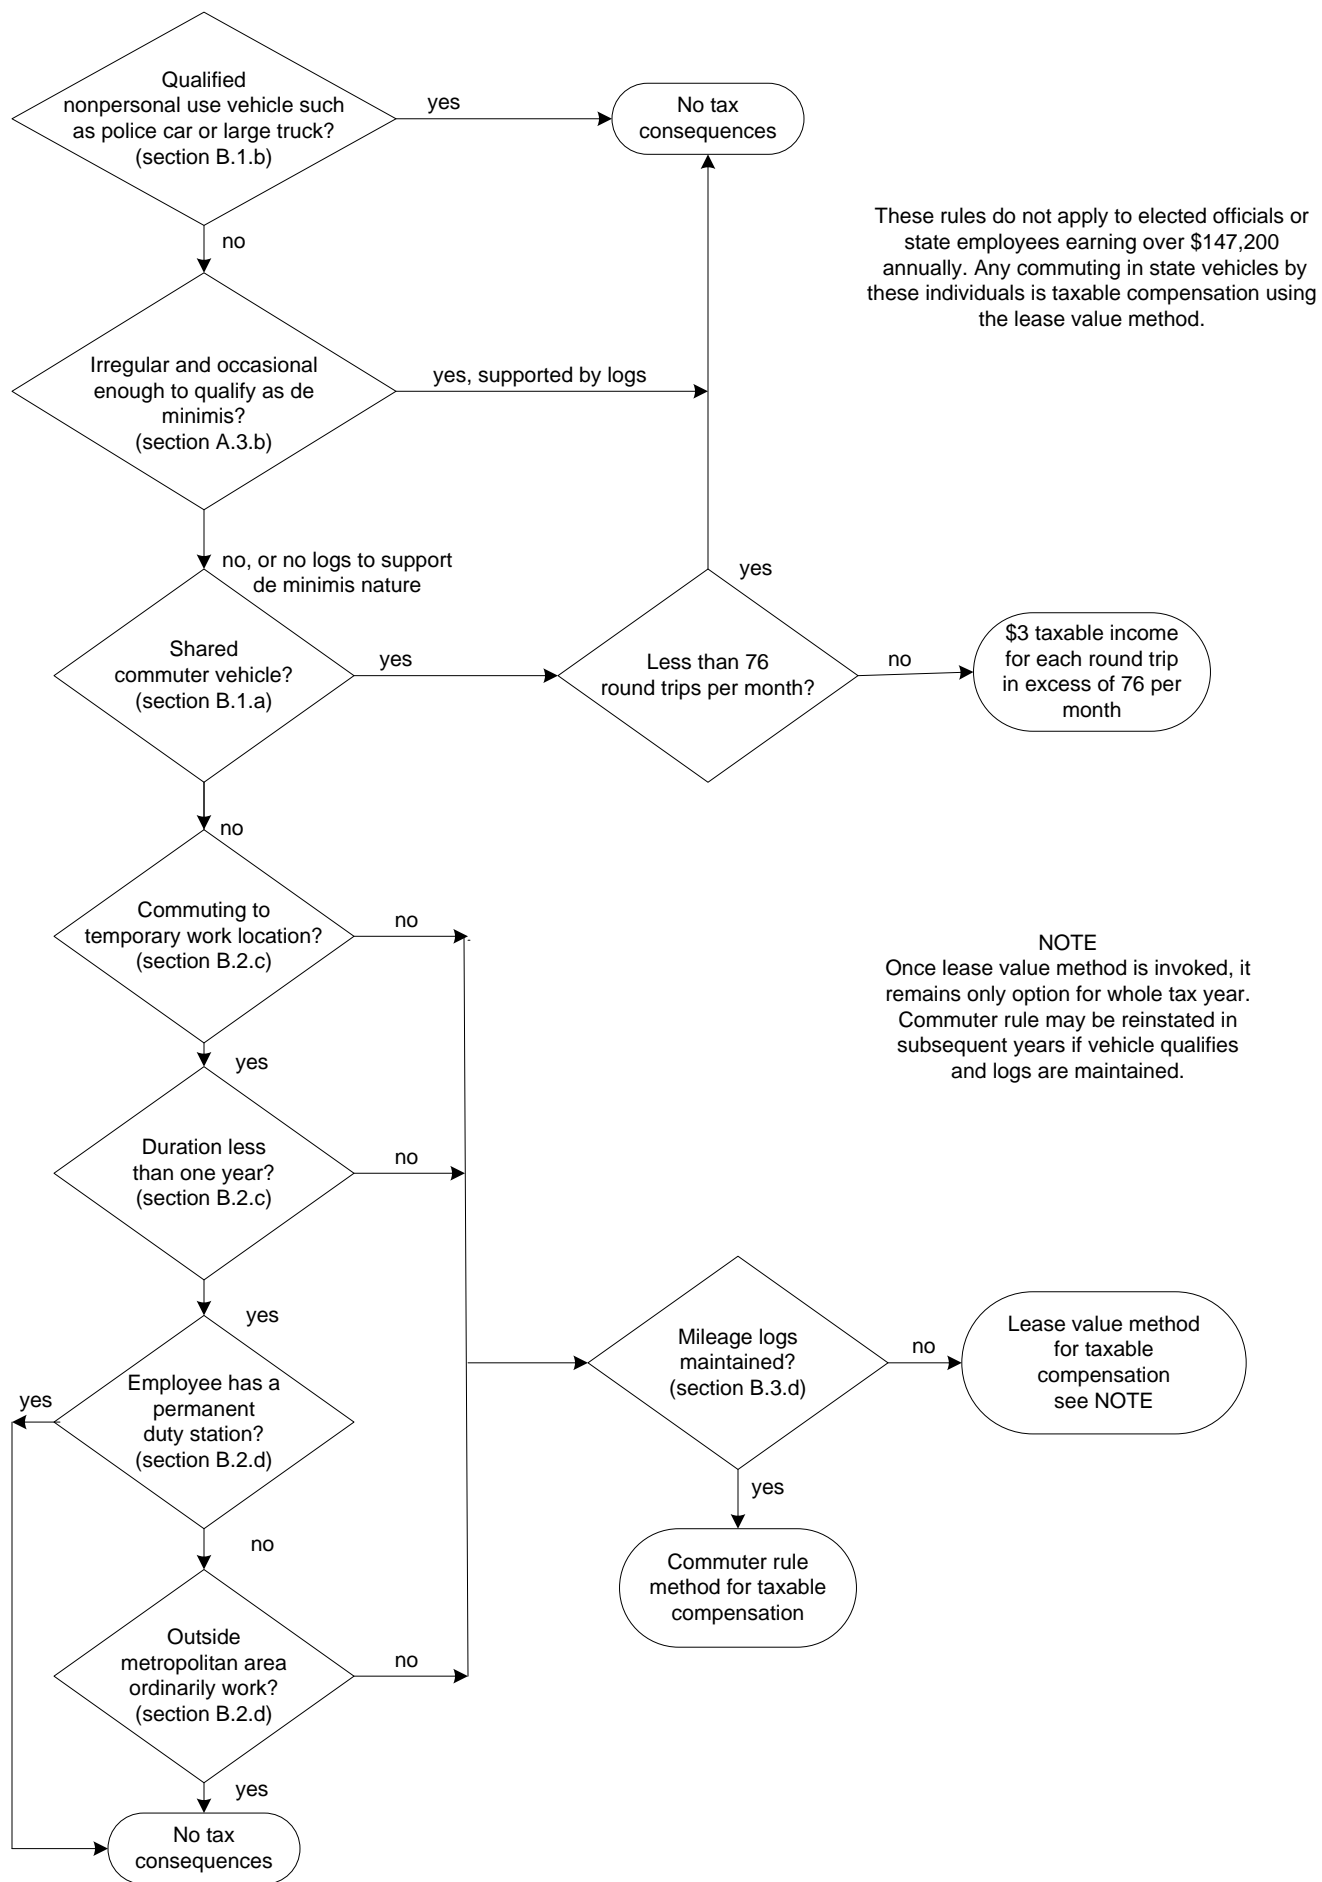 Qualified
nonpersonal use vehicle such
as police car or large truck?
(section B.1.b)
yes
No tax
consequences
no
These rules do not apply to elected officials or
state employees earning over $147,200
annually. Any commuting in state vehicles by
these individuals is taxable compensation using
the lease value method.
Irregular and occasional
enough to qualify as de
minimis?
(section A.3.b)
yes, supported by logs
no, or no logs to support
de minimis nature
Shared
commuter vehicle?
(section B.1.a)
yes
Less than 76
round trips per month?
yes
no
$3 taxable income
for each round trip
in excess of 76 per
month
no
Commuting to
temporary work location?
(section B.2.c)
no
NOTE
Once lease value method is invoked, it
remains only option for whole tax year.
Commuter rule may be reinstated in
subsequent years if vehicle qualifies
and logs are maintained.
yes
Duration less
than one year?
(section B.2.c)
no
yes
Employee has a
permanent
duty station?
(section B.2.d)
yes
Mileage logs
maintained?
(section B.3.d)
no
Lease value method
for taxable
compensation
see NOTE
yes
Commuter rule
method for taxable
compensation
no
Outside
metropolitan area
ordinarily work?
(section B.2.d)
no
yes
No tax
consequences